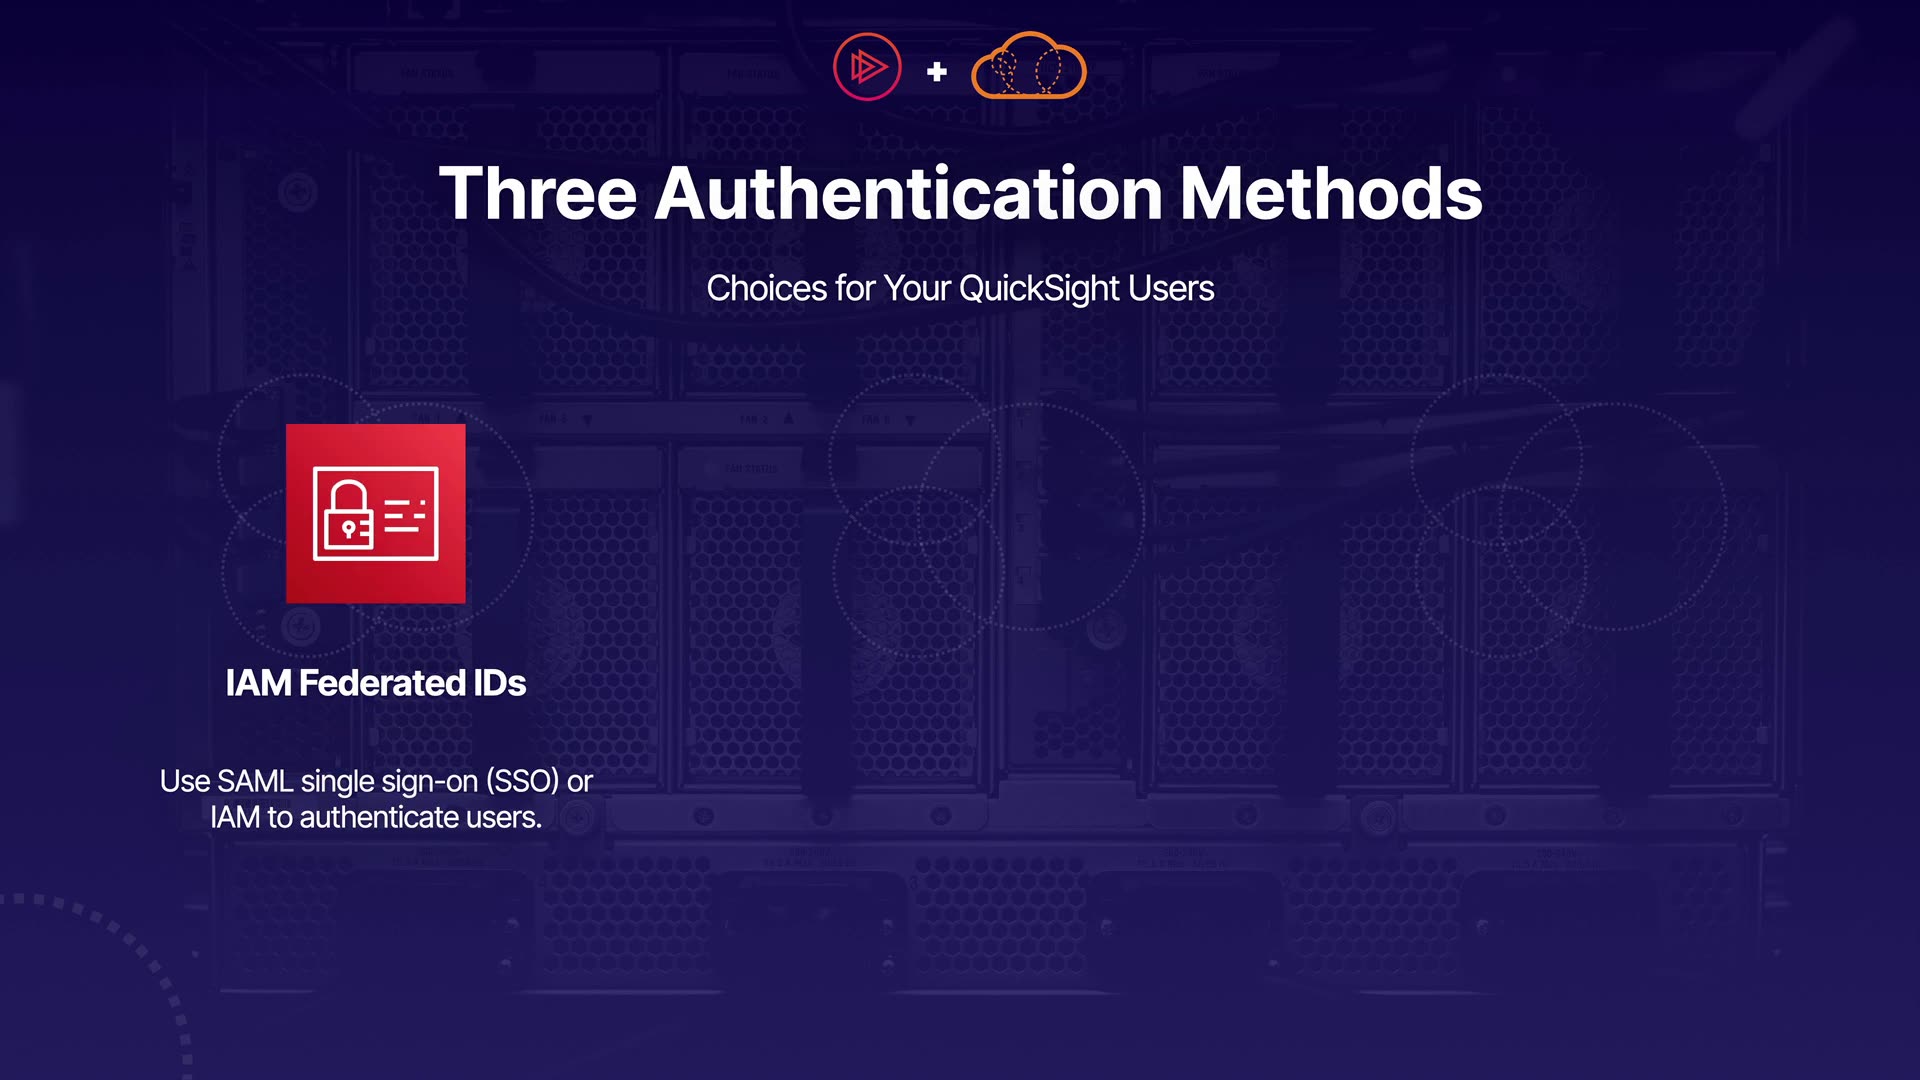 Three Authentication Methods
Choices for Your QuickSight Users
IAM Federated IDs
Use SAML single sign-on (SSO) or
IAM to authenticate users.